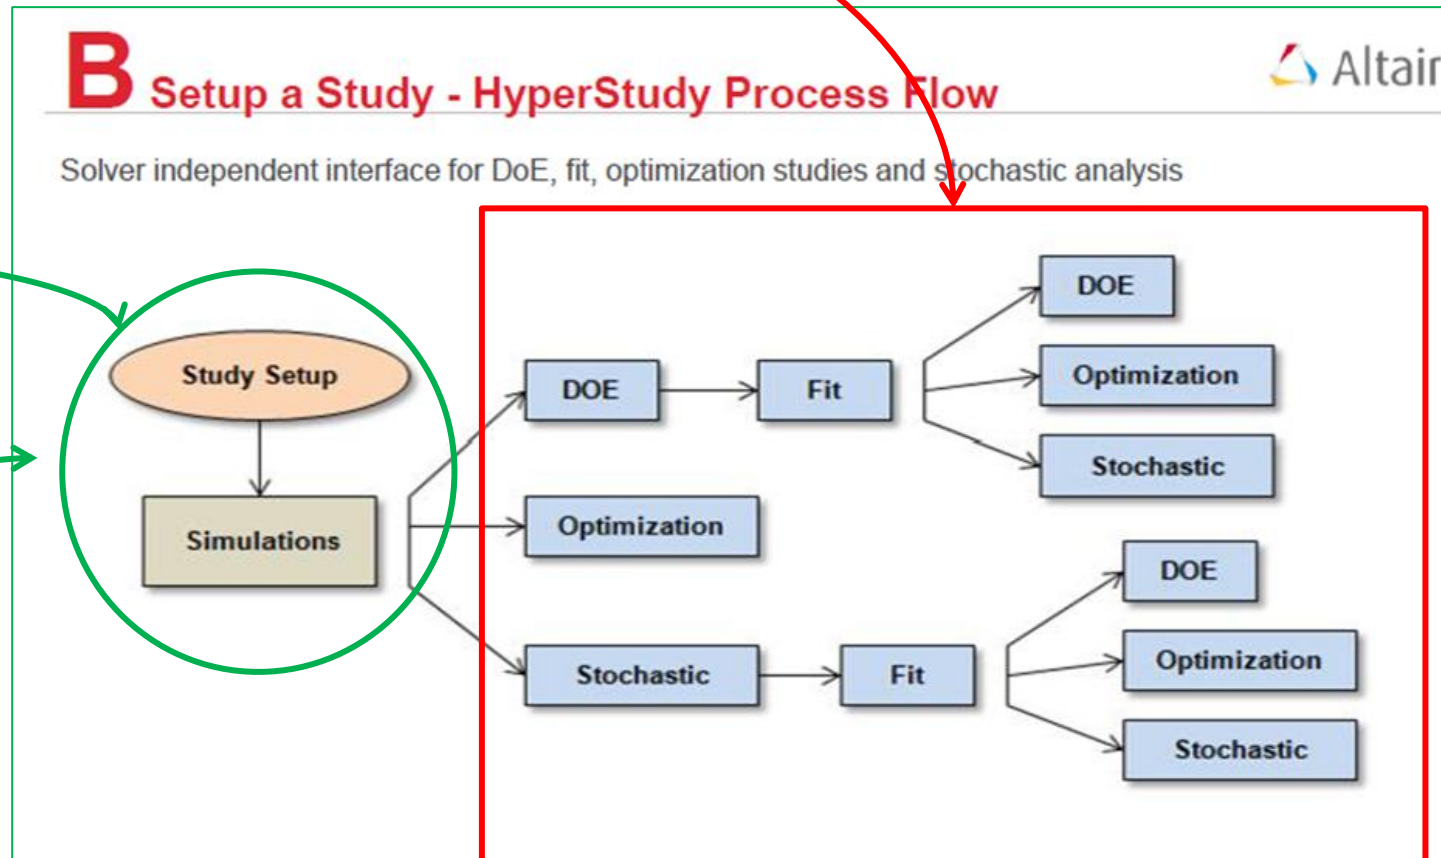 B Setup a Study - HyperStudy Process Flow
Altair
Solver independent interface for DoE, fit, optimization studies and stochastic analysis
DOE
Study Setup
DOE
Fit
Optimization
Stochastic
Simulations
Optimization
DOE
Stochastic
Fit
Optimization
Stochastic